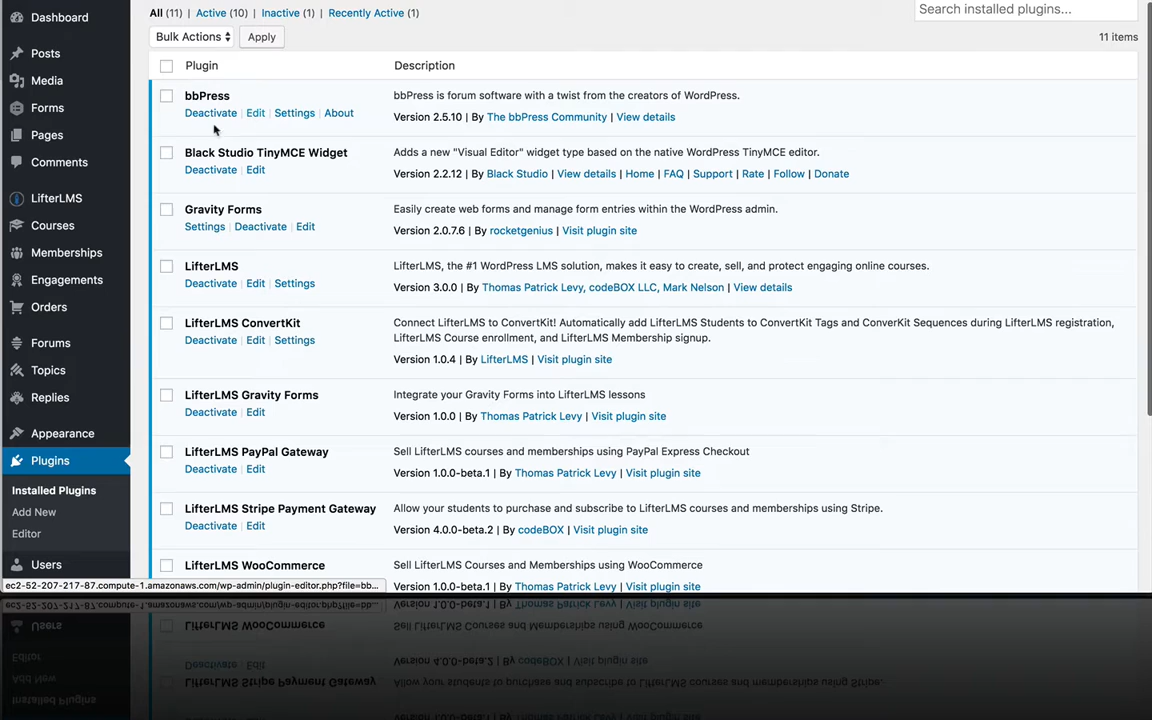 Dashboard
Posts
Media
Forms
Pages
Comments
LifterLMS
Courses
Memberships
Engagements
Orders
Forums
Topics
Replies
Appearance
Plugins
Installed Plugins
Add New
Editor
Users
All (11) | Active (10) | Inactive (1) | Recently Active (1)
Search installed plugins...
Bulk Actions Apply
11 items
Plugin Description
bbPress
Deactivate | Edit | Settings | About
bbPress is forum software with a twist from the creators of WordPress.
Version 2.5.10 | By The bbPress Community | View details
Black Studio TinyMCE Widget
Deactivate | Edit
Adds a new "Visual Editor" widget type based on the native WordPress TinyMCE editor.
Version 2.2.12 | By Black Studio | View details | Home | FAQ | Support | Rate | Follow | Donate
Gravity Forms
Settings | Deactivate | Edit
Easily create web forms and manage form entries within the WordPress admin.
Version 2.0.7.6 | By rocketgenius | Visit plugin site
LifterLMS
Deactivate | Edit | Settings
LifterLMS, the #1 WordPress LMS solution, makes it easy to create, sell, and protect engaging online courses.
Version 3.0.0 | By Thomas Patrick Levy, codeBOX LLC, Mark Nelson | View details
LifterLMS ConvertKit
Deactivate | Edit | Settings
Connect LifterLMS to ConvertKit! Automatically add LifterLMS Students to ConvertKit Tags and ConverKit Sequences during LifterLMS registration,
LifterLMS Course enrollment, and LifterLMS Membership signup.
Version 1.0.4 | By LifterLMS | Visit plugin site
LifterLMS Gravity Forms
Deactivate | Edit
Integrate your Gravity Forms into LifterLMS lessons
Version 1.0.0 | By Thomas Patrick Levy | Visit plugin site
LifterLMS PayPal Gateway
Deactivate | Edit
Sell LifterLMS courses and memberships using PayPal Express Checkout
Version 1.0.0-beta.1 | By Thomas Patrick Levy | Visit plugin site
LifterLMS Stripe Payment Gateway
Deactivate | Edit
Allow your students to purchase and subscribe to LifterLMS courses and memberships using Stripe.
Version 4.0.0-beta.2 | By codeBOX | Visit plugin site
LifterLMS WooCommerce
Sell LifterLMS Courses and Memberships using WooCommerce
Version 1.0.0-beta.1 | By Thomas Patrick Levy | Visit plugin site
ec2-52-207-217-87.compute-1.amazonaws.com/wp-admin/plugin-editor.php?file=bb...